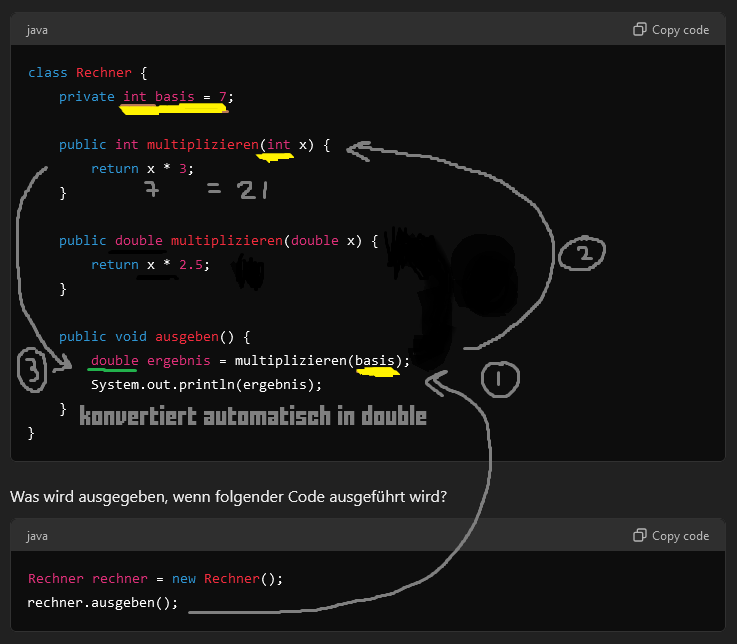 java
Copy code
class Rechner {
private int basis = 7;
public int multiplizieren(int x) {
return x * 3;
7 = 21
}
public double multiplizieren(double x) {
2
return x * 2.5;
}
public void ausgeben() {
3
double ergebnis = multiplizieren(basis);
1
System.out.println(ergebnis);
}
konvertiert automatisch in double
}
Was wird ausgegeben, wenn folgender Code ausgeführt wird?
java
Copy code
Rechner rechner = new Rechner();
rechner.ausgeben();